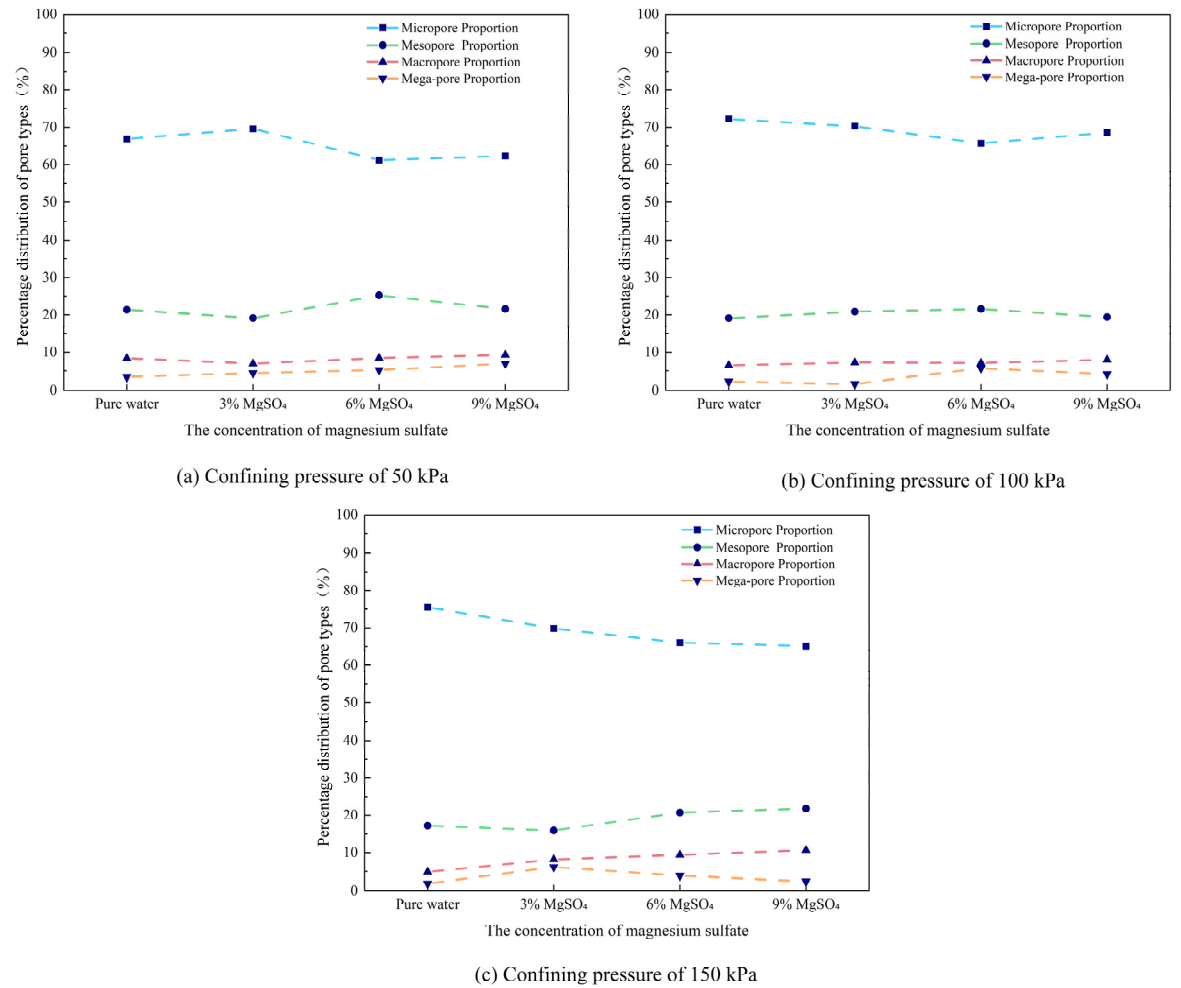 100
90
80
70
60
50
40
30
20
10
0
Percentage distribution of pore types (%)
Micropore Proportion
Mesopore Proportion
Macropore Proportion
Mega-pore Proportion
Pure water 3% MgSO₄ 6% MgSO₄ 9% MgSO₄
The concentration of magnesium sulfate
(a) Confining pressure of 50 kPa
100
90
80
70
60
50
40
30
20
10
0
Percentage distribution of pore types (%)
Micropore Proportion
Mesopore Proportion
Macropore Proportion
Mega-pore Proportion
Pure water 3% MgSO₄ 6% MgSO₄ 9% MgSO₄
The concentration of magnesium sulfate
(b) Confining pressure of 100 kPa
100
90
80
70
60
50
40
30
20
10
0
Percentage distribution of pore types (%)
Micropore Proportion
Mesopore Proportion
Macropore Proportion
Mega-pore Proportion
Pure water 3% MgSO₄ 6% MgSO₄ 9% MgSO₄
The concentration of magnesium sulfate
(c) Confining pressure of 150 kPa